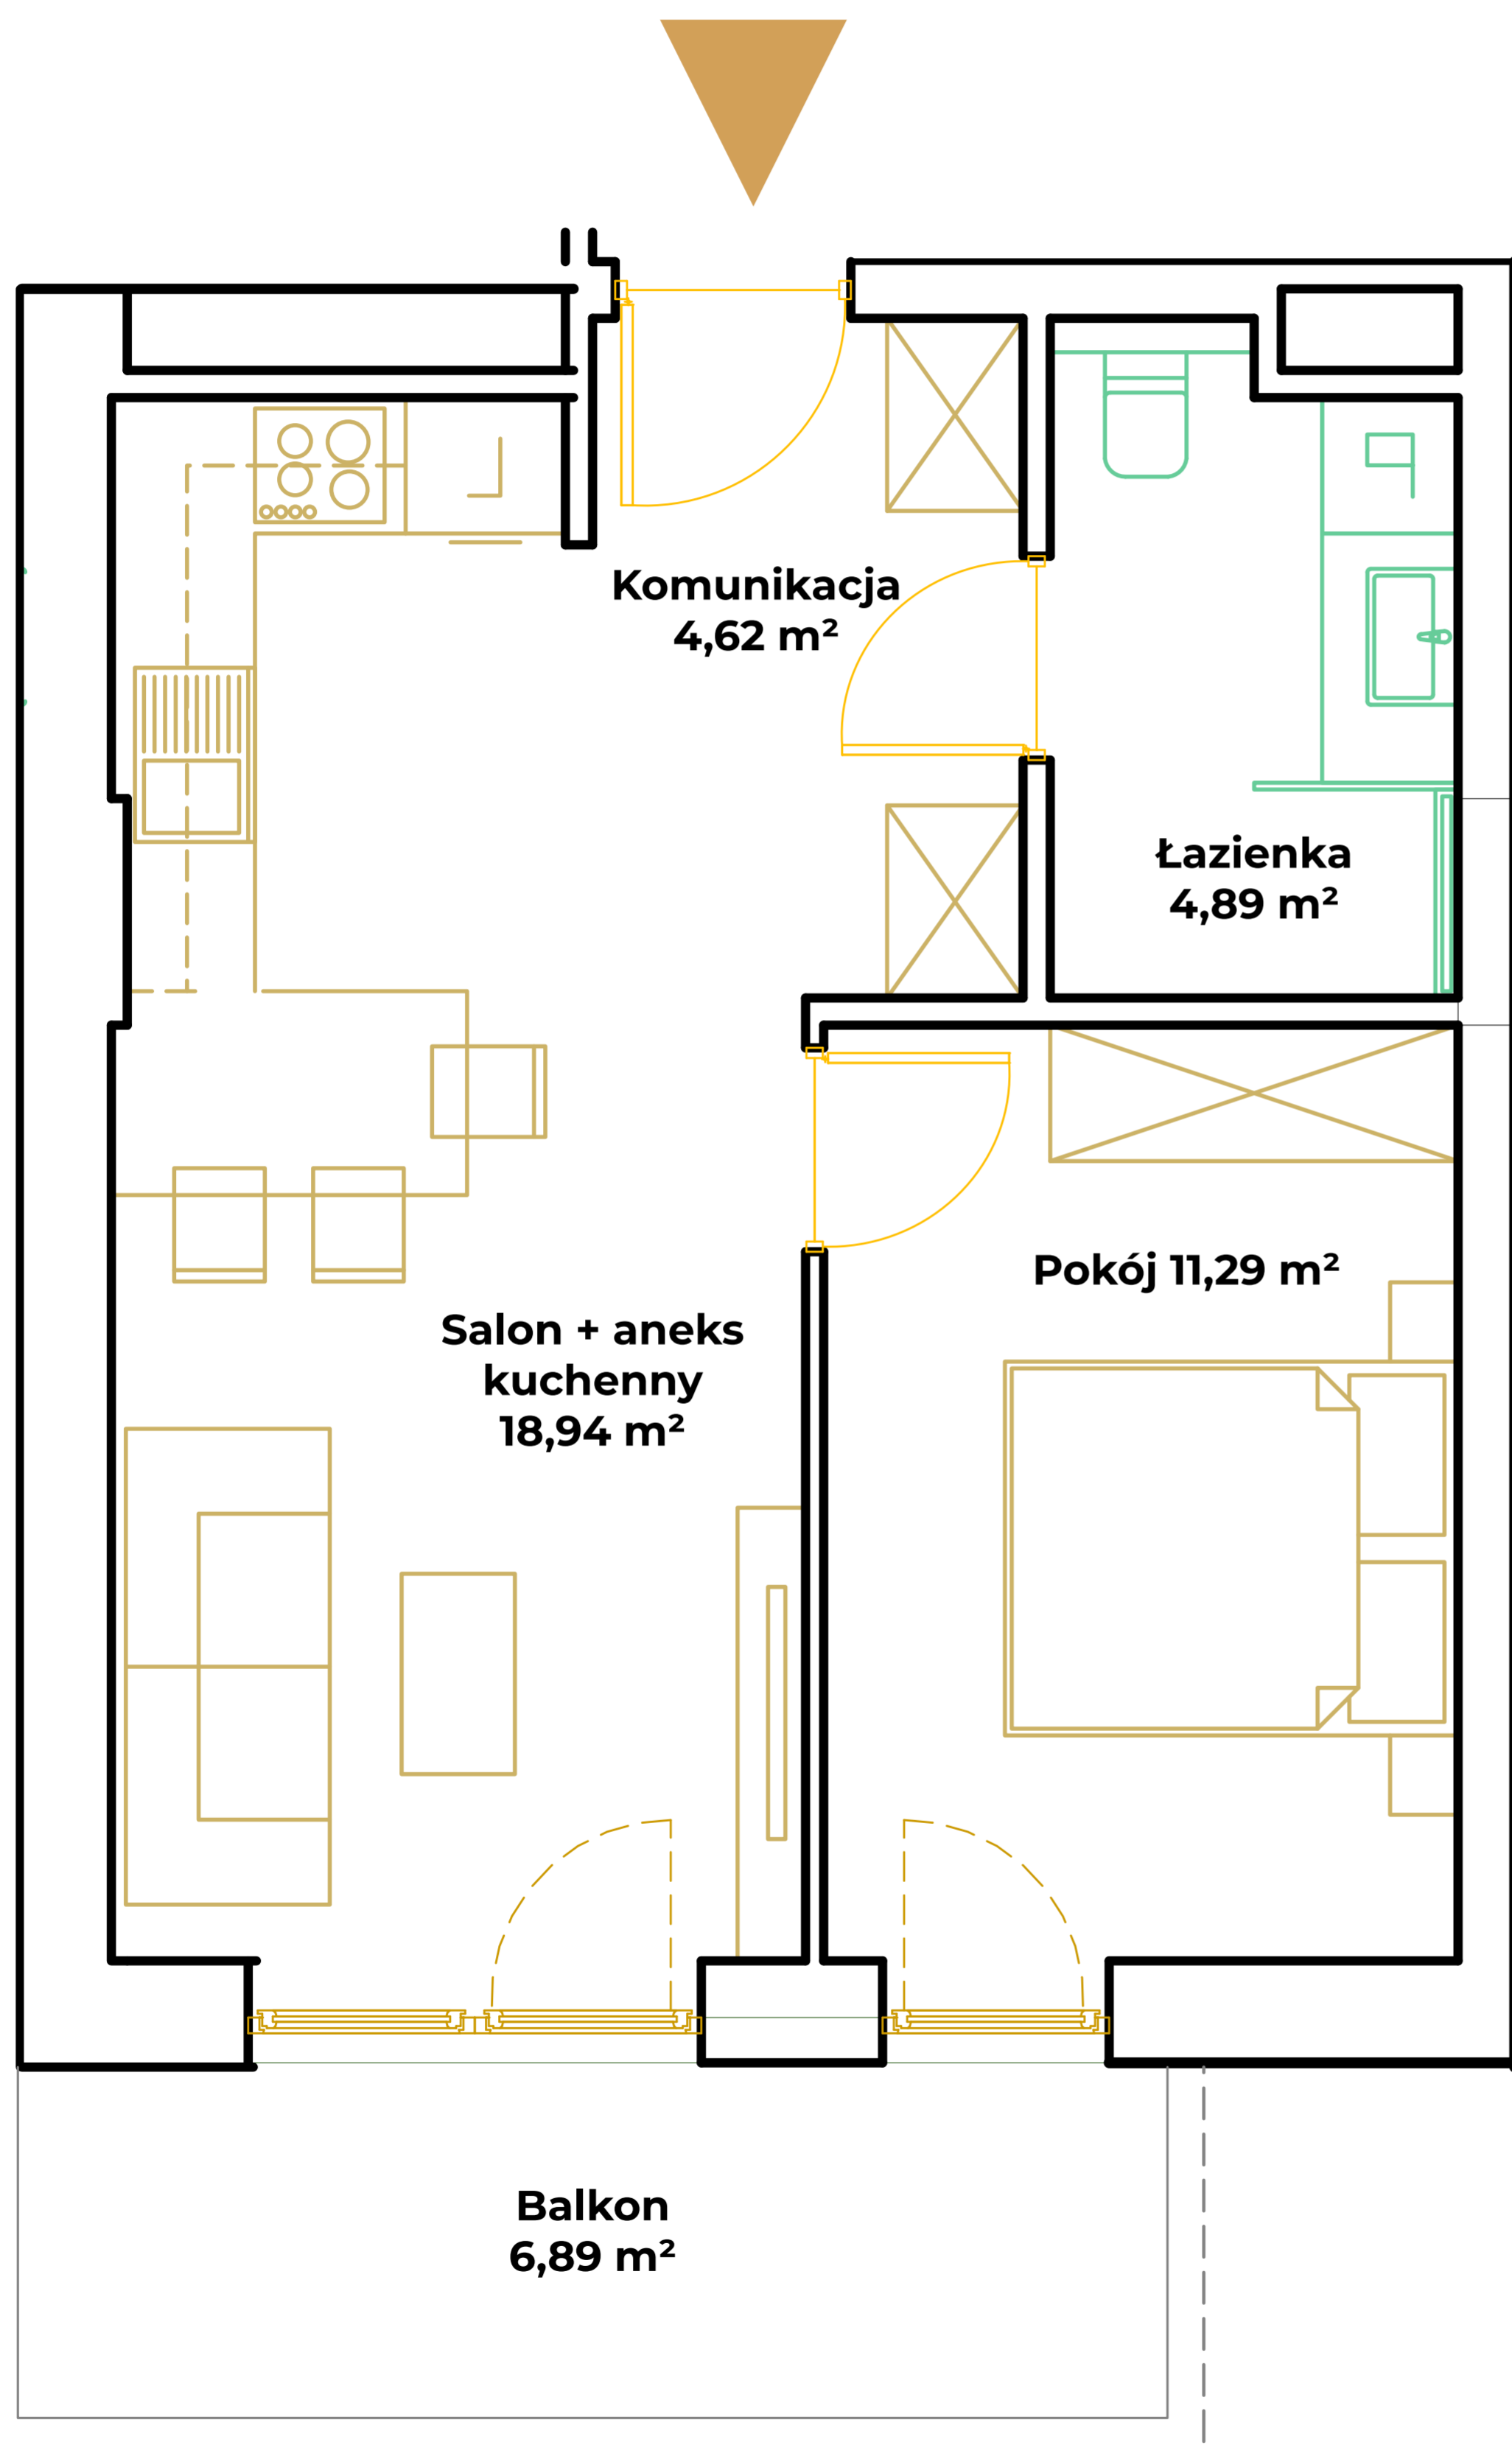 Komunikacja
4,62 m²
Łazienka
4,89 m²
Pokój 11,29 m²
Salon + aneks
kuchenny
18,94 m²
Balkon
6,89 m²